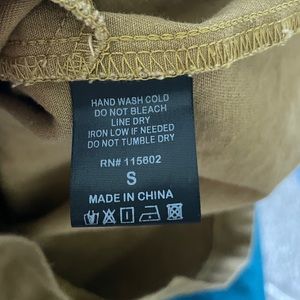 HAND WASH COLD
DO NOT BLEACH
LINE DRY
IRON LOW IF NEEDED
DO NOT TUMBLE DRY
RN# 115602
S
MADE IN CHINA